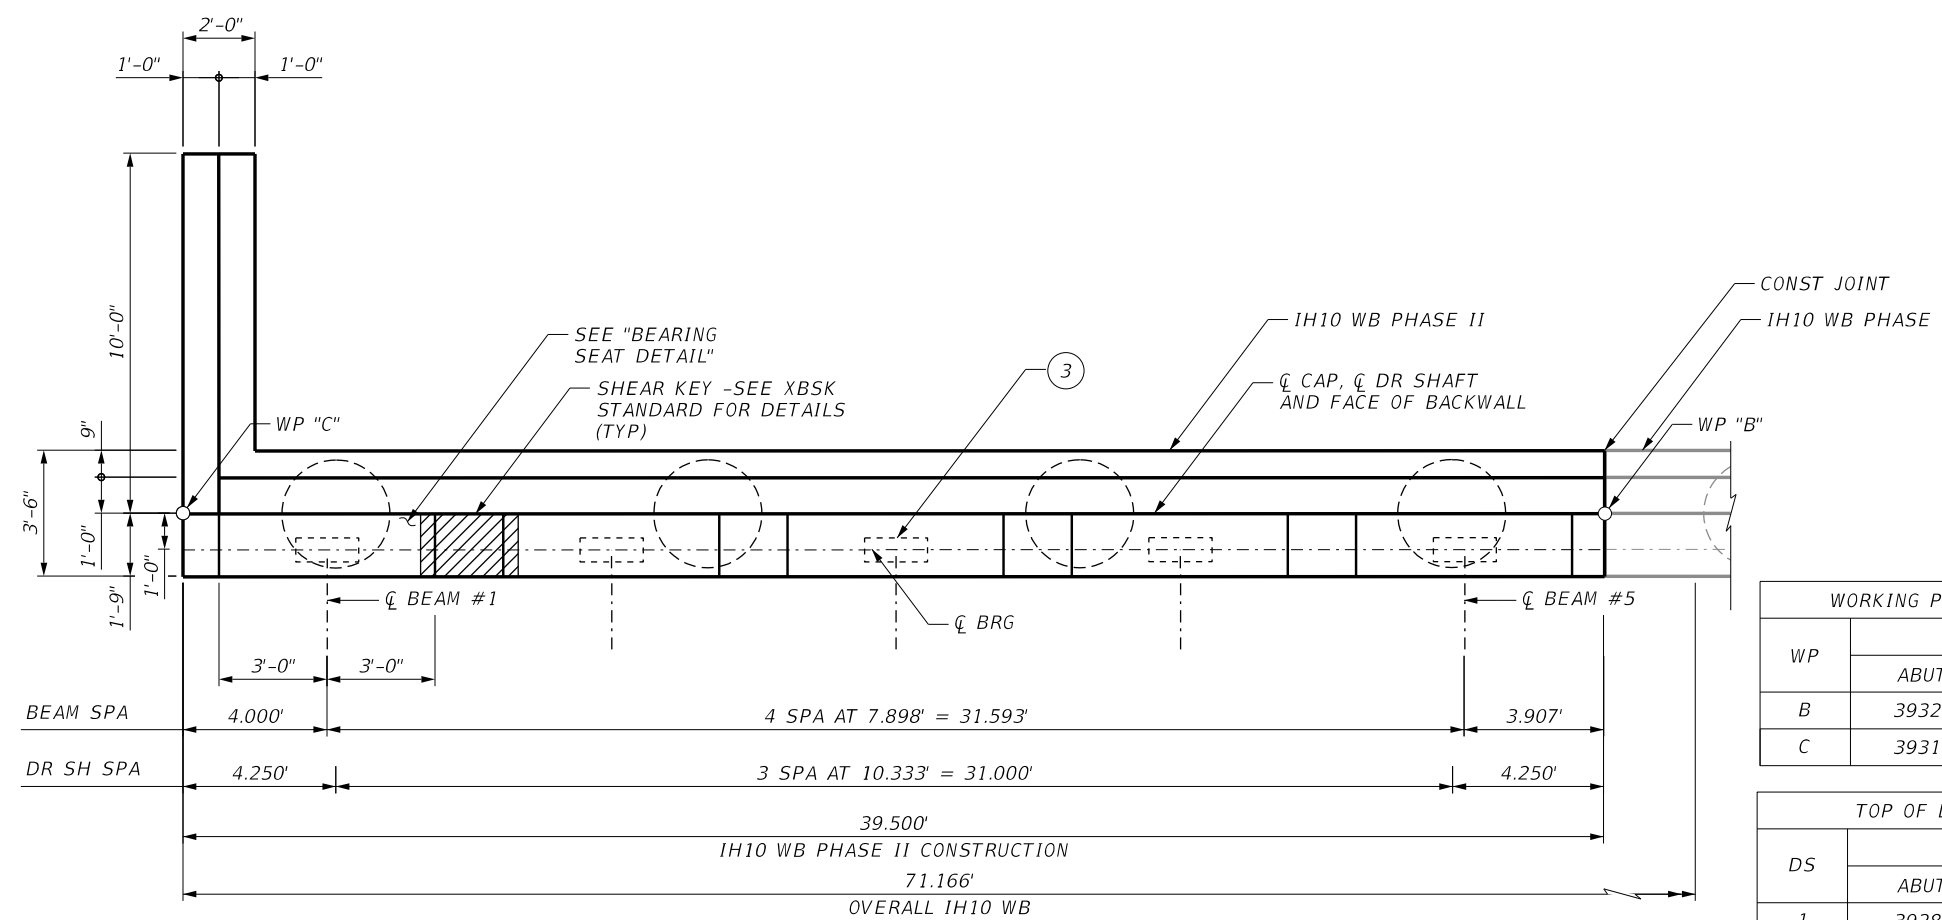 2'-0"
1'-0"
1'-0"
10'-0"
9"
3'-6"
1'-0"
1'-0"
1'-9"
WP "C"
SEE "BEARING
SEAT DETAIL"
SHEAR KEY -SEE XBSK
STANDARD FOR DETAILS
(TYP)
3
IH10 WB PHASE II
℄ CAP, ℄ DR SHAFT
AND FACE OF BACKWALL
CONST JOINT
IH10 WB PHASE
WP "B"
℄ BEAM #1
℄ BRG
℄ BEAM #5
3'-0"
3'-0"
BEAM SPA
4.000'
4 SPA AT 7.898' = 31.593'
3.907'
DR SH SPA
4.250'
3 SPA AT 10.333' = 31.000'
4.250'
39.500'
IH10 WB PHASE II CONSTRUCTION
71.166'
OVERALL IH10 WB
WORKING P
WP
ABUT
B 3932
C 3931
TOP OF
DS
ABUT
1 3928